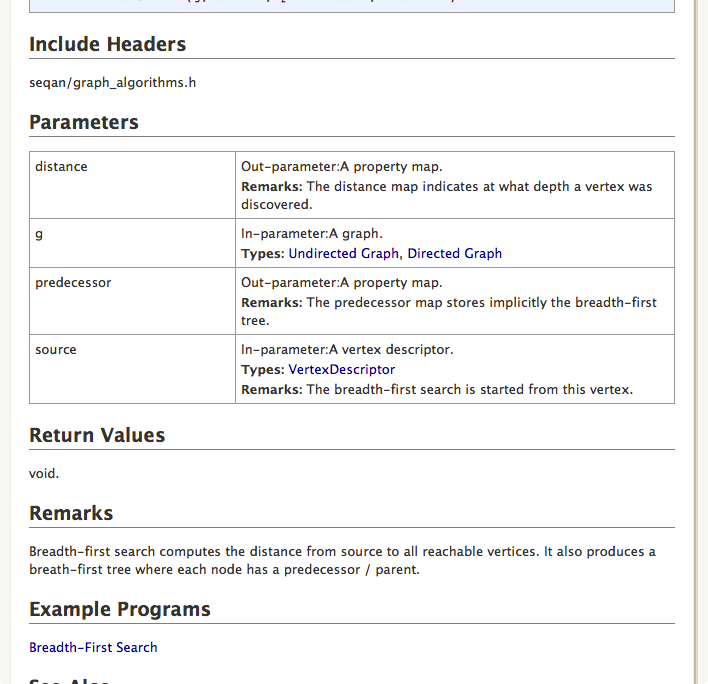 Include Headers
seqan/graph_algorithms.h
Parameters
distance
Out-parameter:A property map.
Remarks: The distance map indicates at what depth a vertex was
discovered.
g
In-parameter:A graph.
Types: Undirected Graph, Directed Graph
predecessor
Out-parameter:A property map.
Remarks: The predecessor map stores implicitly the breadth-first
tree.
source
In-parameter:A vertex descriptor.
Types: VertexDescriptor
Remarks: The breadth-first search is started from this vertex.
Return Values
void.
Remarks
Breadth-first search computes the distance from source to all reachable vertices. It also produces a
breath-first tree where each node has a predecessor / parent.
Example Programs
Breadth-First Search
See Also